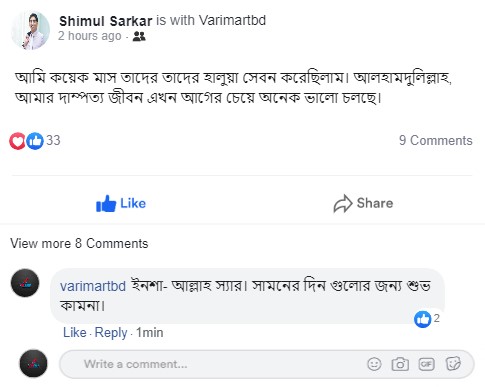 Shimul Sarkar is with Varimartbd
2 hours ago
আমি কয়েক মাস তাদের তাদের হালুয়া সেবন করেছিলাম। আলহামদুলিল্লাহ,
আমার দাম্পত্য জীবন এখন আগের চেয়ে অনেক ভালো চলছে।
33 9 Comments
Like Share
View more 8 Comments
varimartbd ইনশা- আল্লাহ স্যার। সামনের দিন গুলোর জন্য শুভ
কামনা।
2
Like · Reply · 1min
Write a comment... GIF